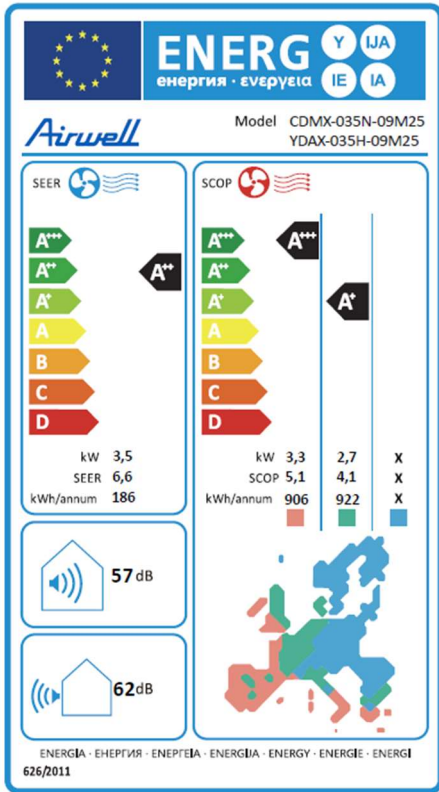 ENERG
енергия · ενεργεια
Y IJA
IE IA
Airwell
Model CDMX-035N-09M25
YDAX-035H-09M25
SEER
A+++
A++
A+
A
B
C
D
A++
kW 3,5
SEER 6,6
kWh/annum 186
SCOP
A+++
A++
A+
A
B
C
D
A+++
A+
kW 3,3 2,7 X
SCOP 5,1 4,1 X
kWh/annum 906 922 X
57dB
62dB
ENERGIA · ЕНЕРГИЯ · ΕΝΕΡΓΕΙΑ · ENERGIJA · ENERGY · ENERGIE · ENERGI
626/2011